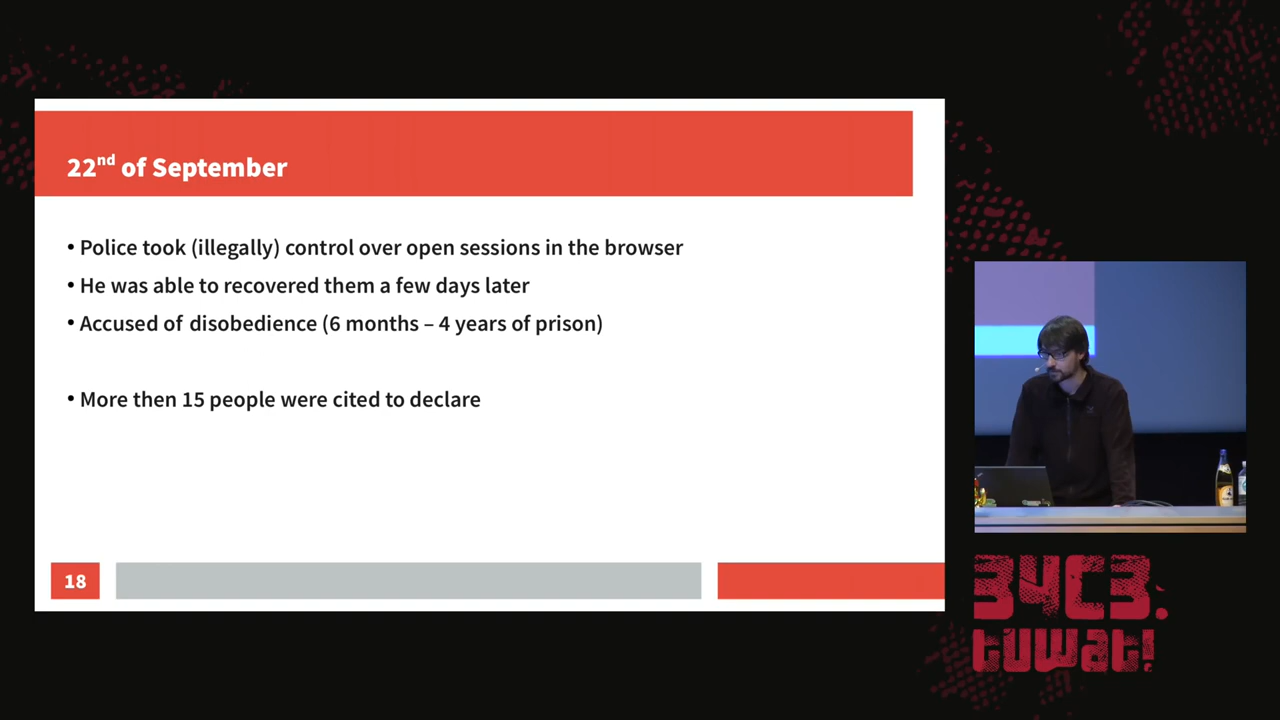 22nd of September
• Police took (illegally) control over open sessions in the browser
• He was able to recovered them a few days later
• Accused of disobedience (6 months – 4 years of prison)
• More then 15 people were cited to declare
18
34C3.
tuwat!